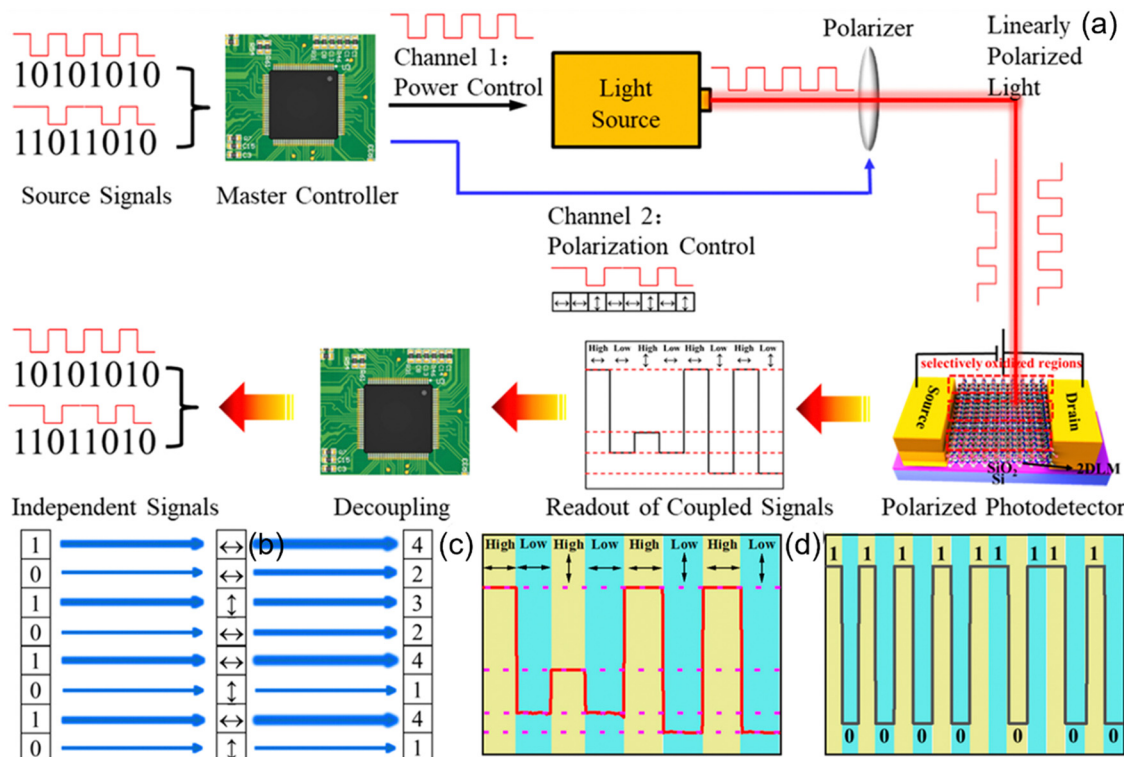 (a)
10101010
11011010
Source Signals
Master Controller
Channel 1:
Power Control
Light
Source
Polarizer
Linearly
Polarized
Light
Channel 2:
Polarization Control
↔ ↔ ↕ ↔ ↔ ↕ ↔ ↕
selectively oxidized regions
Source
Drain
SiO2
Si
2DLM
Polarized Photodetector
High Low High Low High Low High Low
↔ ↔ ↕ ↔ ↔ ↕ ↔ ↕
Readout of Coupled Signals
Decoupling
10101010
11011010
Independent Signals
(b)
1 ↔ 4
0 ↔ 2
1 ↕ 3
0 ↔ 2
1 ↔ 4
0 ↕ 1
1 ↔ 4
0 ↕ 1
(c)
High Low High Low High Low High Low
↔ ↔ ↕ ↔ ↔ ↕ ↔ ↕
(d)
1 1 1 1 1 1 1 1 1
0 0 0 0 0 0 0